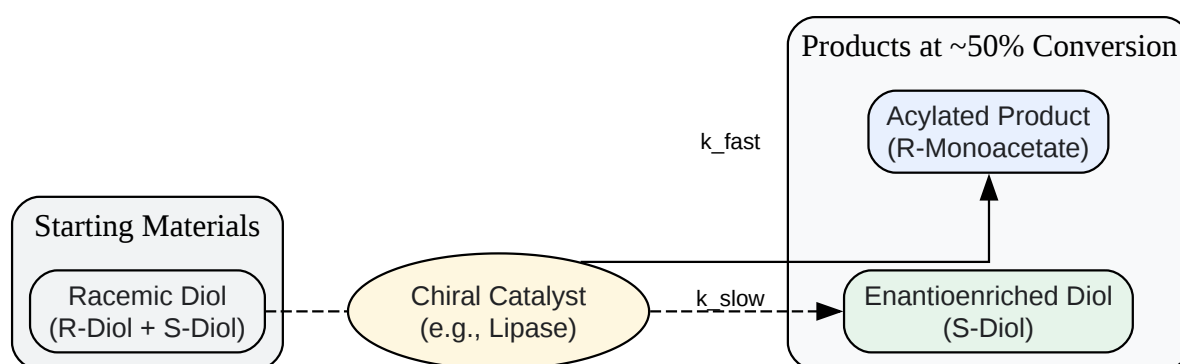 Starting Materials
Racemic Diol
(R-Diol + S-Diol)
Chiral Catalyst
(e.g., Lipase)
k_fast
k_slow
Products at ~50% Conversion
Acylated Product
(R-Monoacetate)
Enantioenriched Diol
(S-Diol)